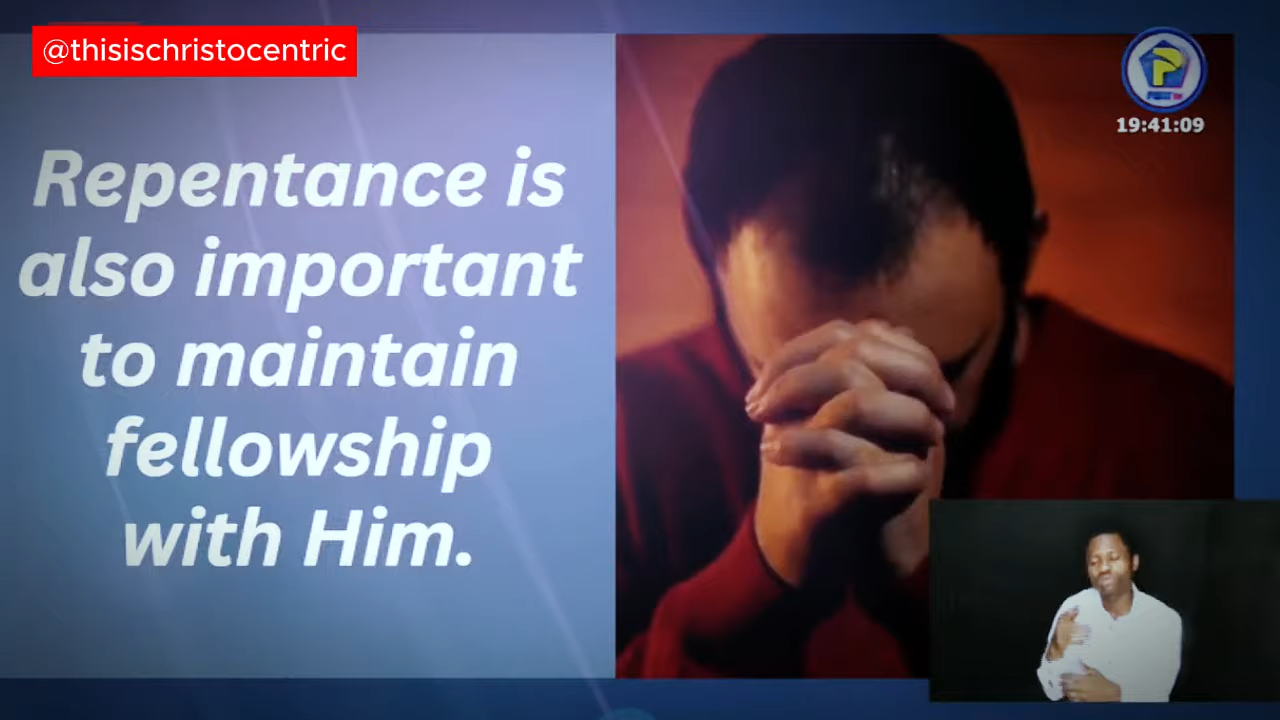 @thisischristocentric
19:41:09
Repentance is
also important
to maintain
fellowship
with Him.